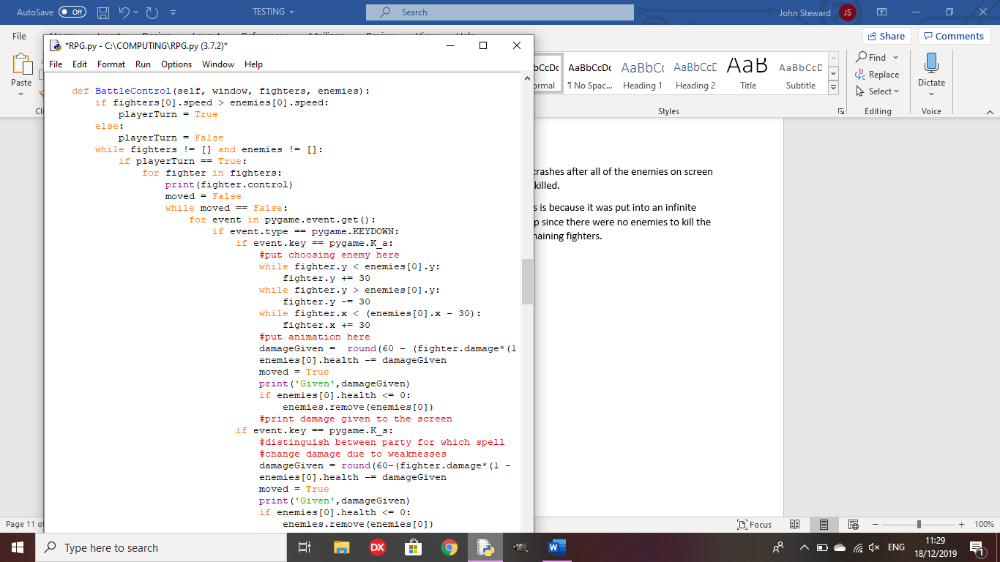 AutoSave Off TESTING Search John Steward JS
File
Share Comments
*RPG.py - C:\COMPUTING\RPG.py (3.7.2)*
File Edit Format Run Options Window Help
Paste
AaBbCcDc AaBbC AaBbCcD AaB AaBbCcD
¶ No Spac... Heading 1 Heading 2 Title Subtitle
Styles
Find
Replace
Select
Editing
Dictate
Voice
def BattleControl(self, window, fighters, enemies):
if fighters[0].speed > enemies[0].speed:
playerTurn = True
else:
playerTurn = False
while fighters != [] and enemies != []:
if playerTurn == True:
for fighter in fighters:
print(fighter.control)
moved = False
while moved == False:
for event in pygame.event.get():
if event.type == pygame.KEYDOWN:
if event.key == pygame.K_a:
#put choosing enemy here
while fighter.y < enemies[0].y:
fighter.y += 30
while fighter.y > enemies[0].y:
fighter.y -= 30
while fighter.x < (enemies[0].x - 30):
fighter.x += 30
#put animation here
damageGiven =  round(60 - (fighter.damage*(1
enemies[0].health -= damageGiven
moved = True
print('Given',damageGiven)
if enemies[0].health <= 0:
enemies.remove(enemies[0])
#print damage given to the screen
if event.key == pygame.K_s:
#distinguish between party for which spell
#change damage due to weaknesses
damageGiven = round(60-(fighter.damage*(1 -
enemies[0].health -= damageGiven
moved = True
print('Given',damageGiven)
if enemies[0].health <= 0:
enemies.remove(enemies[0])
crashes after all of the enemies on screen
killed.
is because it was put into an infinite
since there were no enemies to kill the
fighters.
Page 11 of
Focus 100%
Type here to search
DX
ENG
11:29
18/12/2019
1